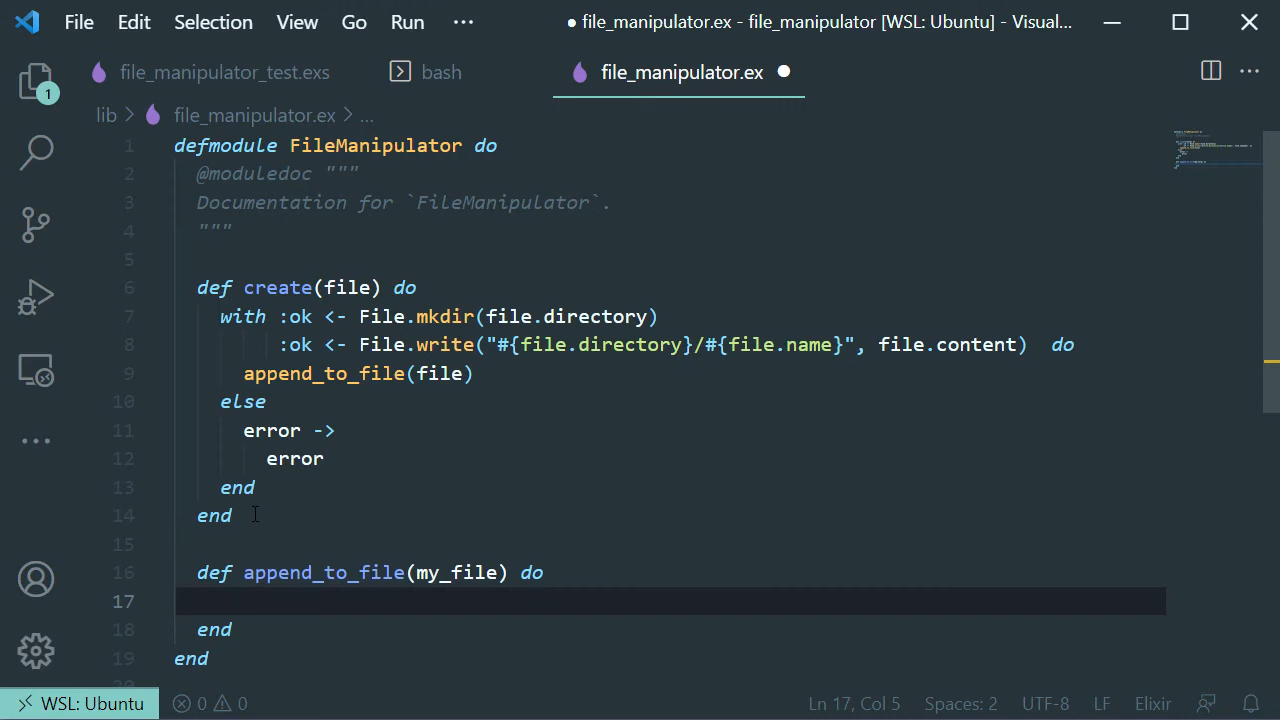 File Edit Selection View Go Run ···
● file_manipulator.ex - file_manipulator [WSL: Ubuntu] - Visual...
file_manipulator_test.exs bash file_manipulator.ex ●
1
lib > file_manipulator.ex > ...
1 defmodule FileManipulator do
2 @moduledoc """
3 Documentation for `FileManipulator`.
4 """
5
6 def create(file) do
7 with :ok <- File.mkdir(file.directory)
8 :ok <- File.write("#{file.directory}/#{file.name}", file.content) do
9 append_to_file(file)
10 else
11 error ->
12 error
13 end
14 end
15
16 def append_to_file(my_file) do
17
18 end
19 end
WSL: Ubuntu 0 0 Ln 17, Col 5 Spaces: 2 UTF-8 LF Elixir